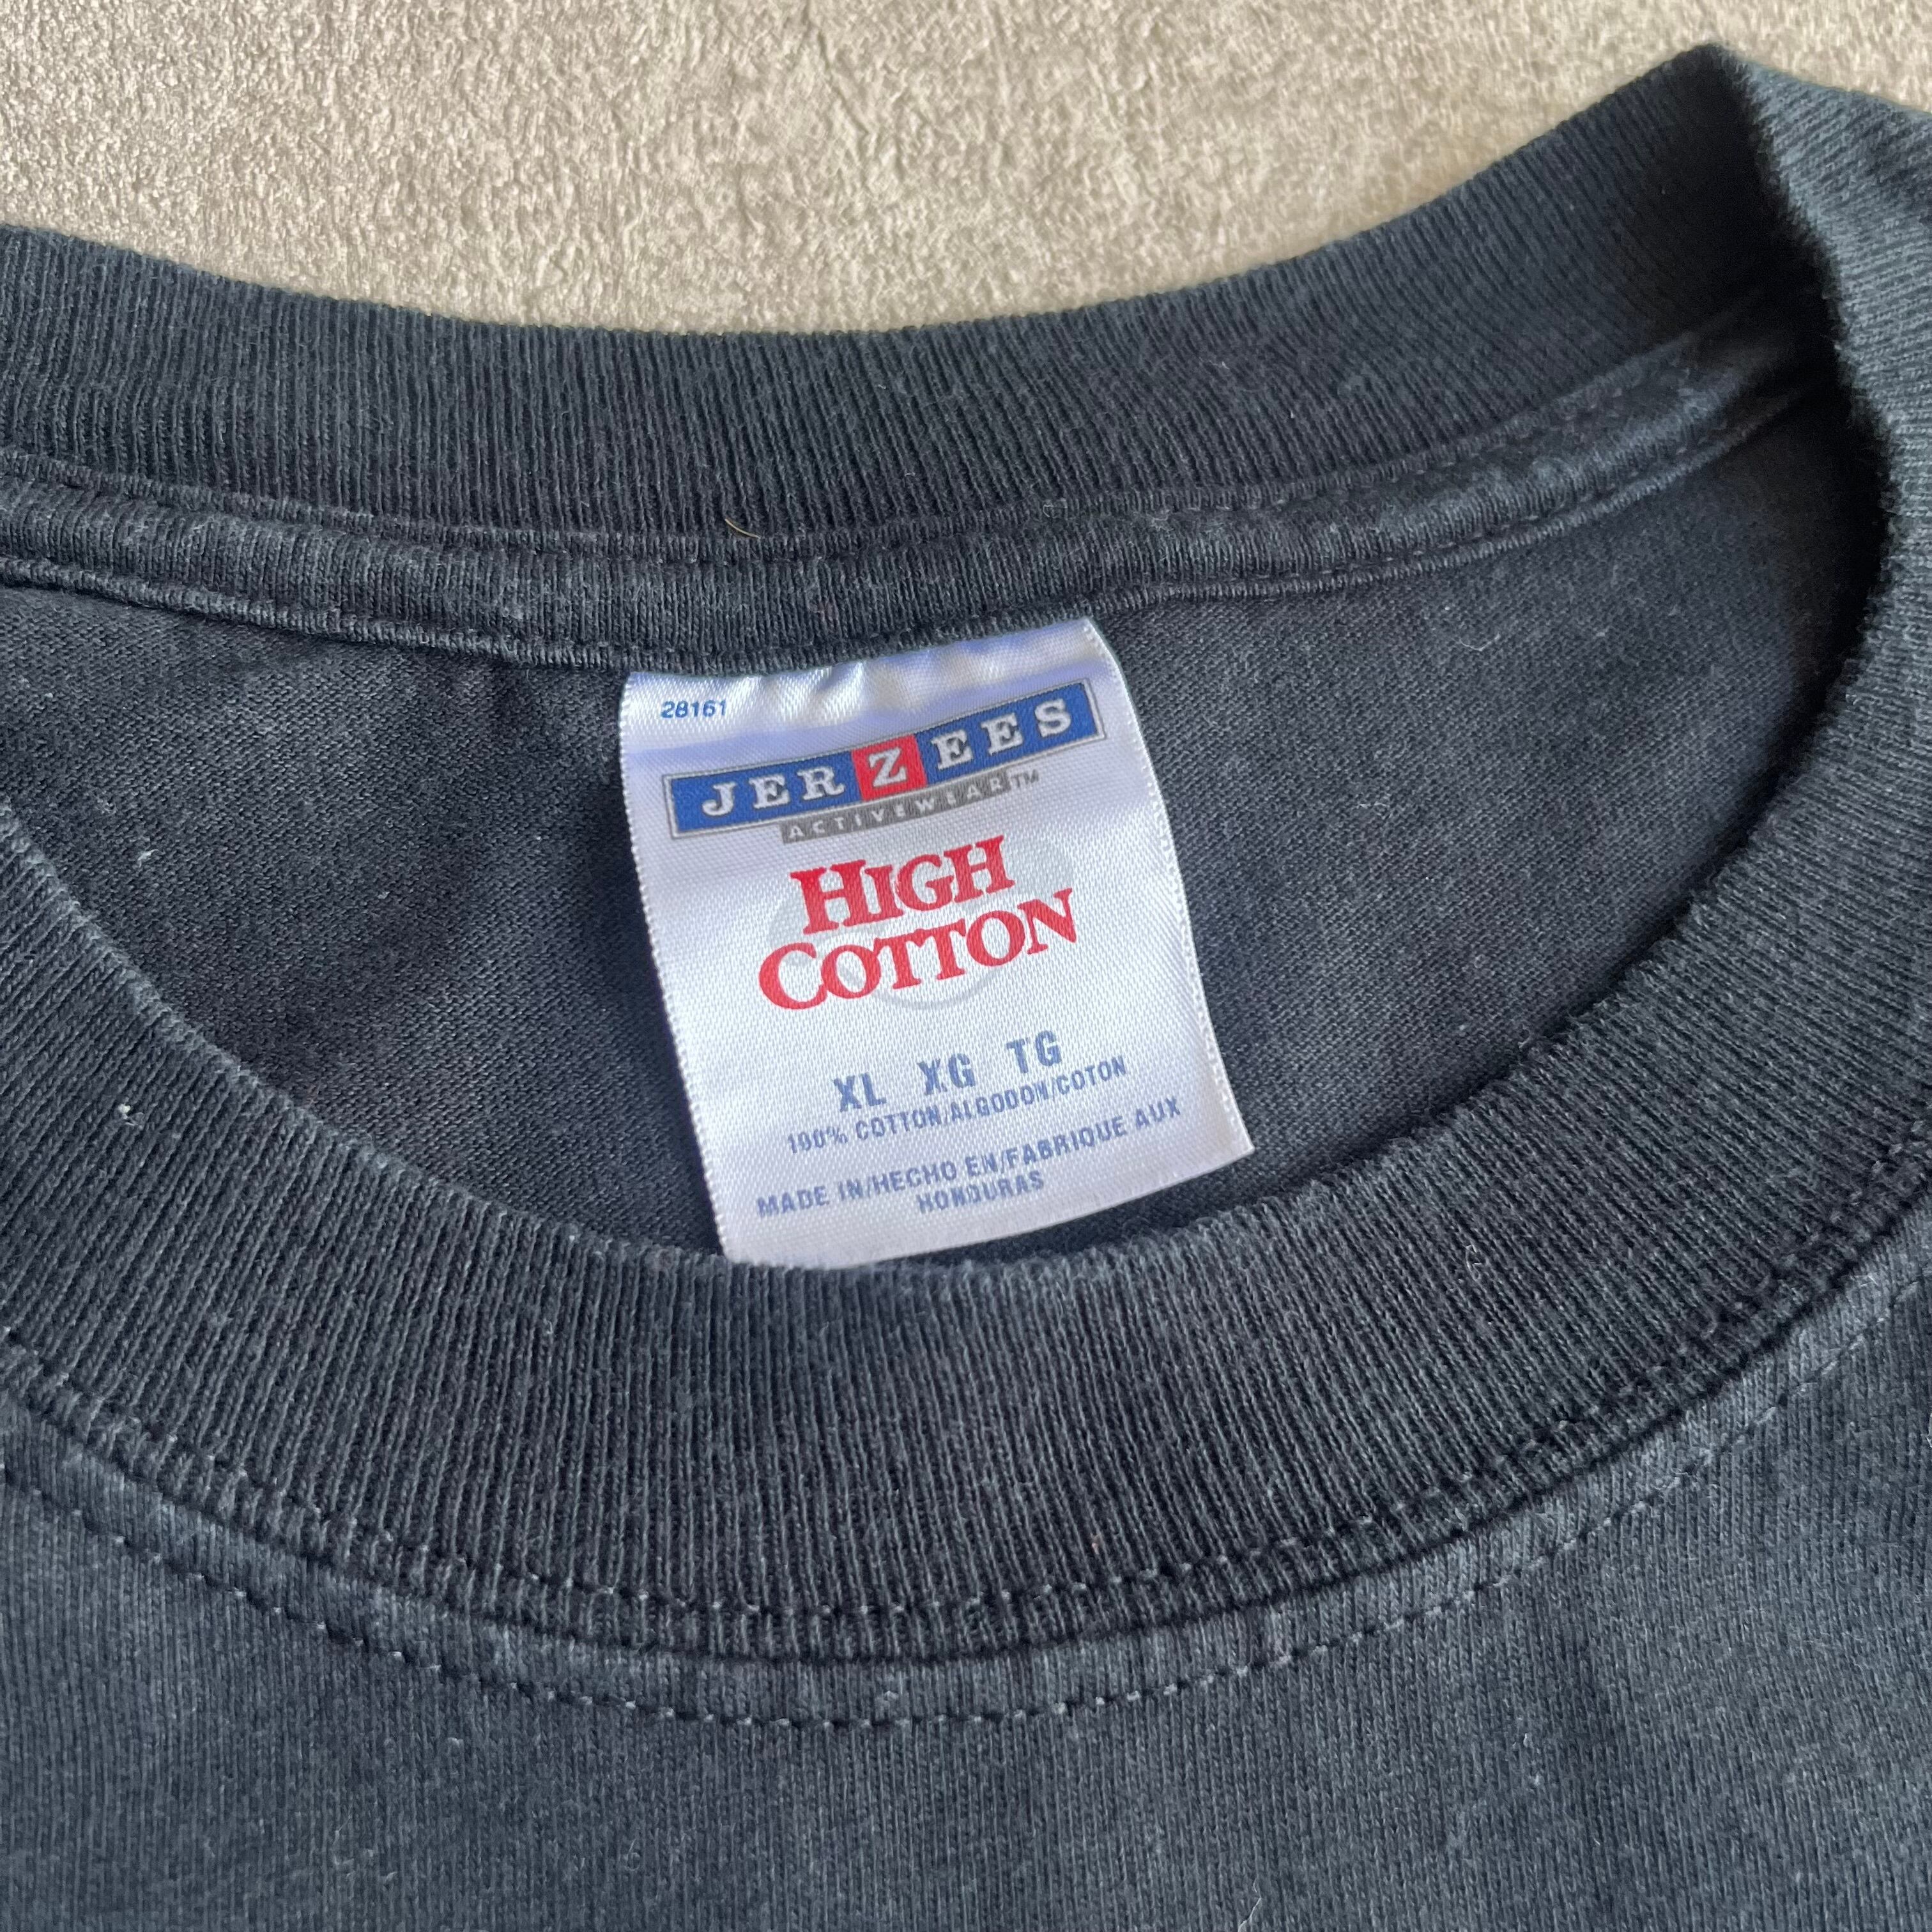 28161
JERZEES
ACTIVEWEAR™
HIGH
COTTON
XL XG TG
100% COTTON/ALGODON/COTON
MADE IN/HECHO EN/FABRIQUE AUX
HONDURAS